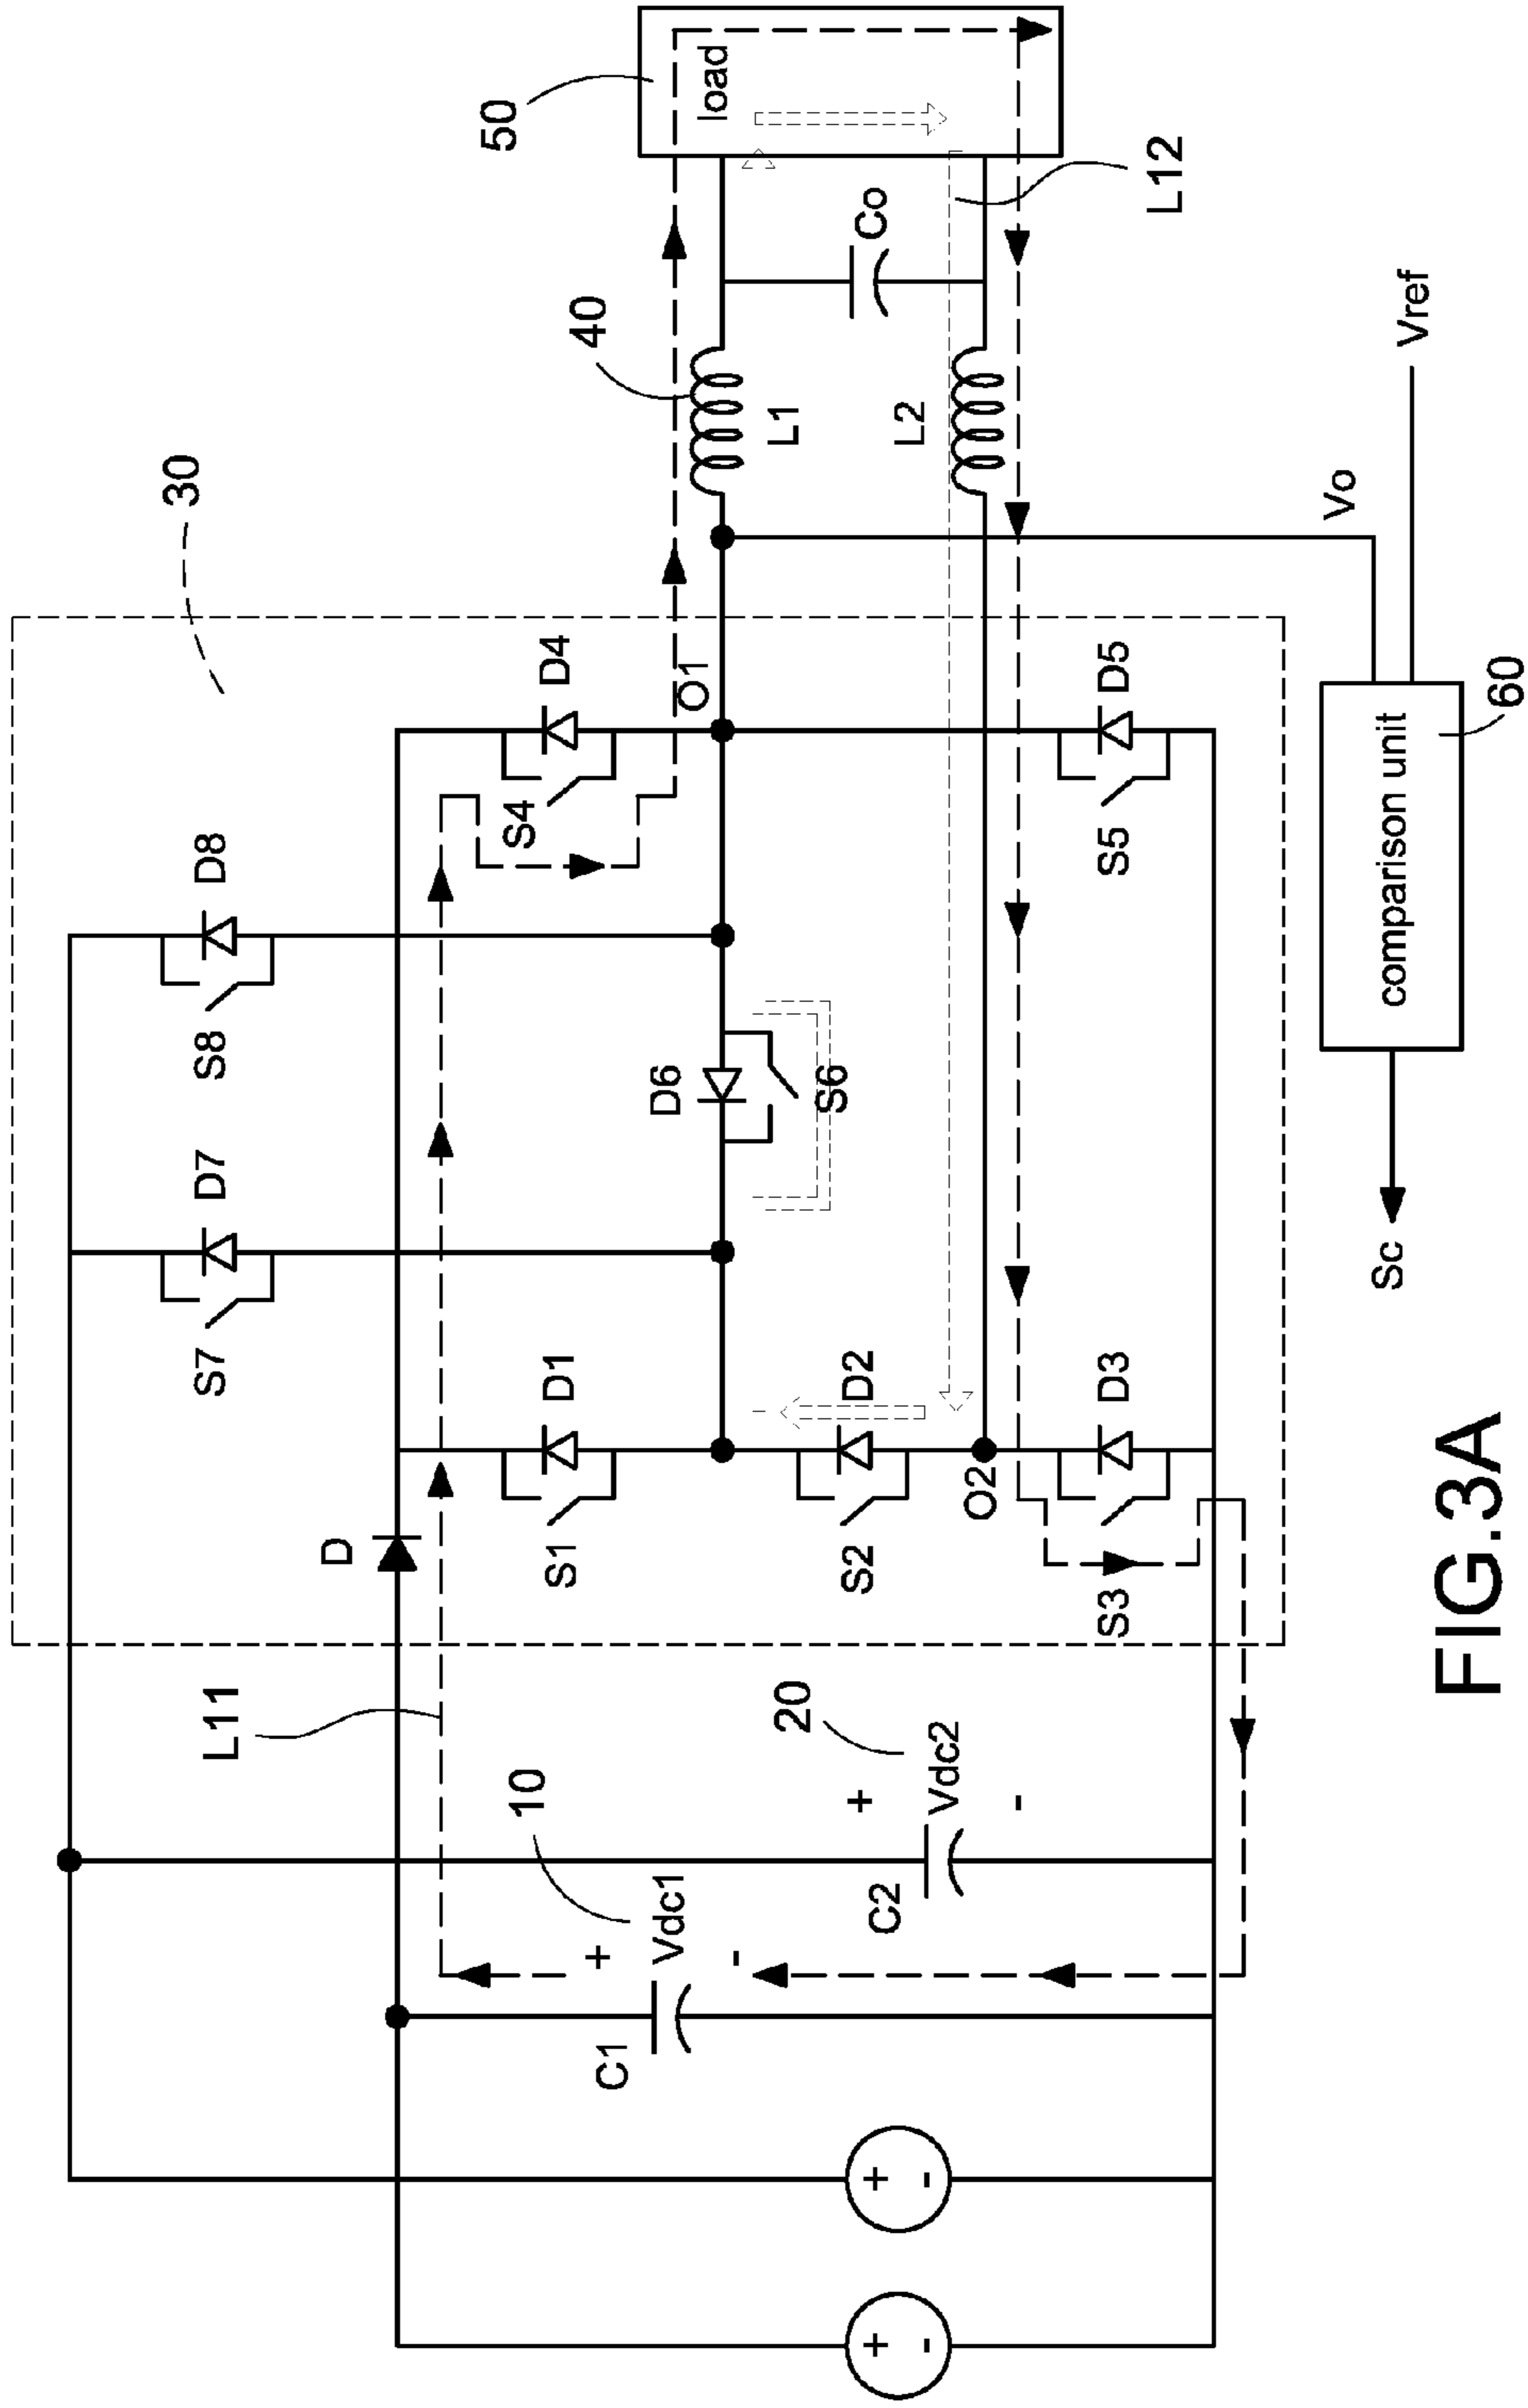 30
50
load
40
L1
Co
L2
L12
S8
D8
S7
D7
S4
D4
O1
D6
S6
D
L11
S1
D1
S2
D2
O2
S3
D3
S5
D5
10
20
C1
+
Vdc1
-
C2
+
Vdc2
-
+
-
+
-
Vo
Vref
comparison unit
60
Sc
FIG.3A